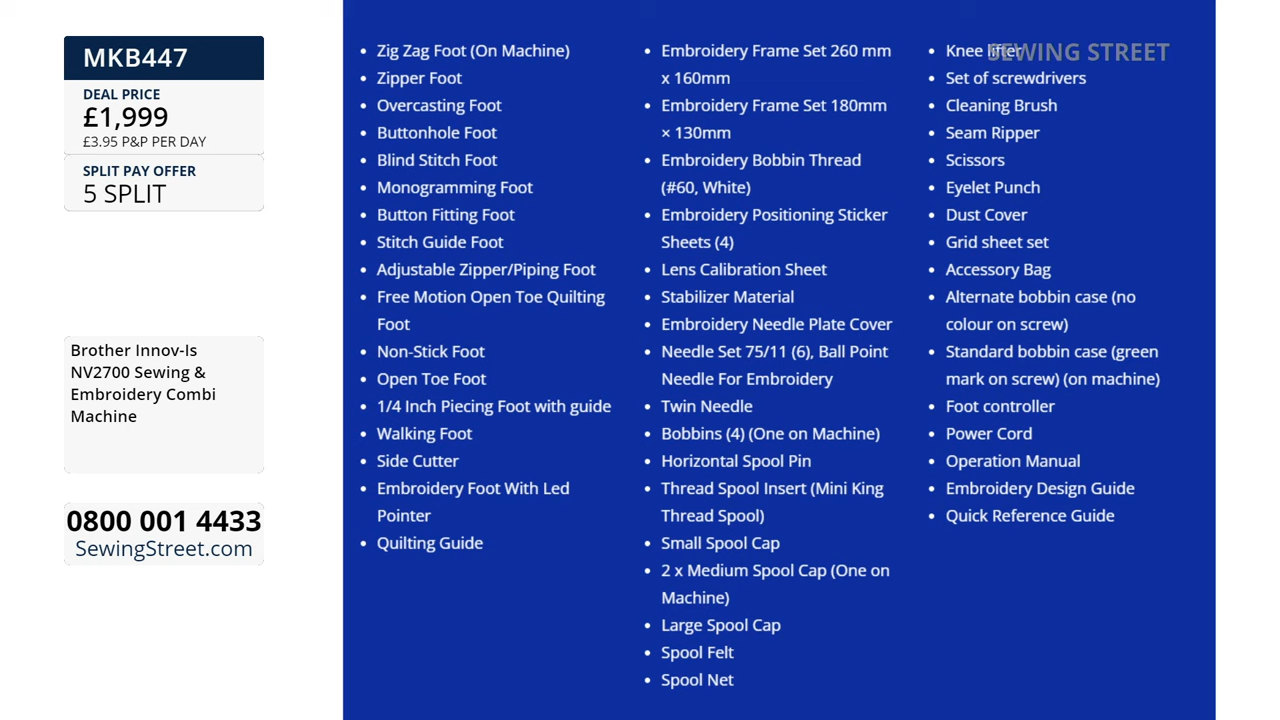 MKB447
DEAL PRICE
£1,999
£3.95 P&P PER DAY
SPLIT PAY OFFER
5 SPLIT
Brother Innov-Is
NV2700 Sewing &
Embroidery Combi
Machine
0800 001 4433
SewingStreet.com
• Zig Zag Foot (On Machine)
• Zipper Foot
• Overcasting Foot
• Buttonhole Foot
• Blind Stitch Foot
• Monogramming Foot
• Button Fitting Foot
• Stitch Guide Foot
• Adjustable Zipper/Piping Foot
• Free Motion Open Toe Quilting
Foot
• Non-Stick Foot
• Open Toe Foot
• 1/4 Inch Piecing Foot with guide
• Walking Foot
• Side Cutter
• Embroidery Foot With Led
Pointer
• Quilting Guide
• Embroidery Frame Set 260 mm
x 160mm
• Embroidery Frame Set 180mm
× 130mm
• Embroidery Bobbin Thread
(#60, White)
• Embroidery Positioning Sticker
Sheets (4)
• Lens Calibration Sheet
• Stabilizer Material
• Embroidery Needle Plate Cover
• Needle Set 75/11 (6), Ball Point
Needle For Embroidery
• Twin Needle
• Bobbins (4) (One on Machine)
• Horizontal Spool Pin
• Thread Spool Insert (Mini King
Thread Spool)
• Small Spool Cap
• 2 x Medium Spool Cap (One on
Machine)
• Large Spool Cap
• Spool Felt
• Spool Net
• Knee lifter
SEWING STREET
• Set of screwdrivers
• Cleaning Brush
• Seam Ripper
• Scissors
• Eyelet Punch
• Dust Cover
• Grid sheet set
• Accessory Bag
• Alternate bobbin case (no
colour on screw)
• Standard bobbin case (green
mark on screw) (on machine)
• Foot controller
• Power Cord
• Operation Manual
• Embroidery Design Guide
• Quick Reference Guide